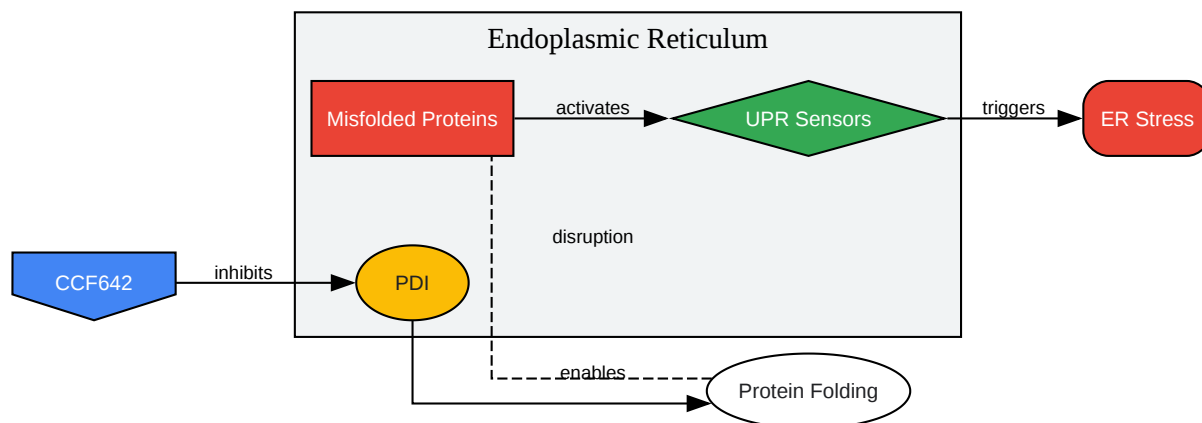 Endoplasmic Reticulum
Misfolded Proteins
activates
UPR Sensors
triggers
ER Stress
disruption
CCF642
inhibits
PDI
enables
Protein Folding